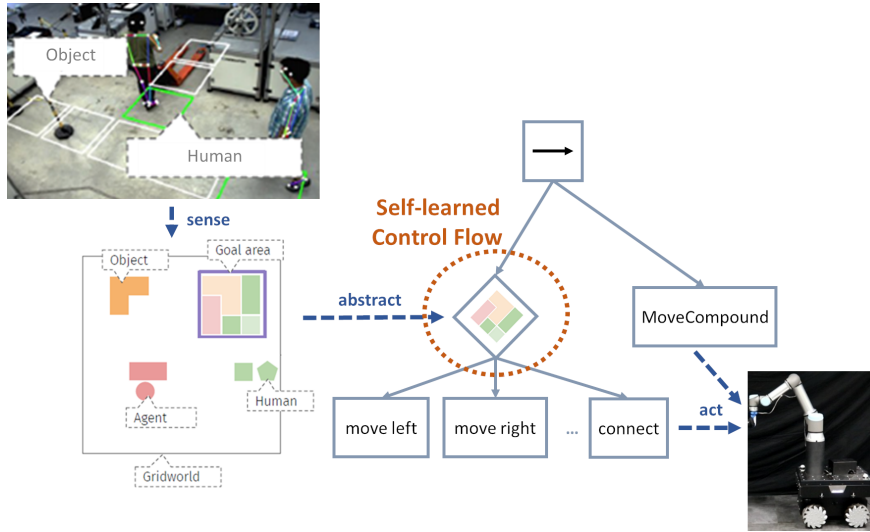 Object
Human
sense
Self-learned
Control Flow
Object
Goal area
abstract
MoveCompound
Agent
Human
Gridworld
move left
move right
...
connect
act